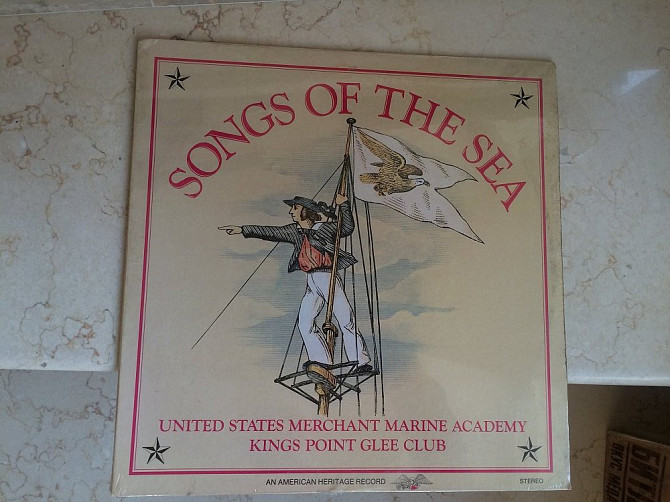 SONGS OF THE SEA
UNITED STATES MERCHANT MARINE ACADEMY
KINGS POINT GLEE CLUB
AN AMERICAN HERITAGE RECORD
STEREO